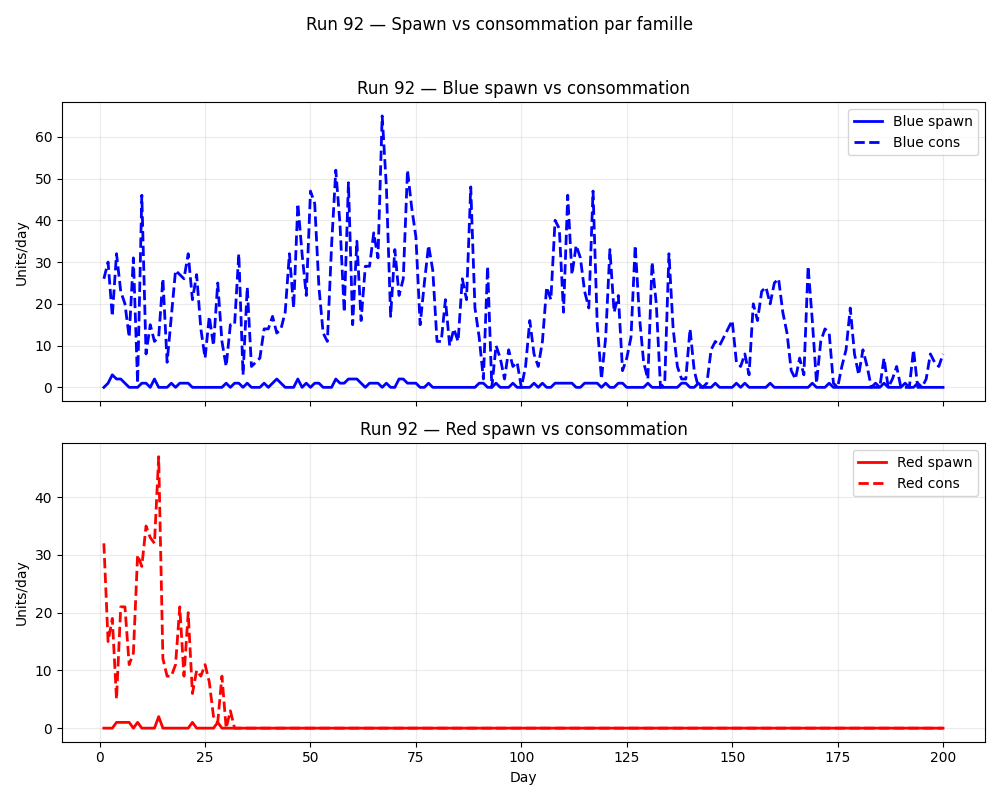 Run 92 — Spawn vs consommation par famille
Run 92 — Blue spawn vs consommation
Blue spawn
Blue cons
60
50
40
30
20
10
0
Units/day
Run 92 — Red spawn vs consommation
Red spawn
Red cons
40
30
20
10
0
Units/day
0 25 50 75 100 125 150 175 200
Day